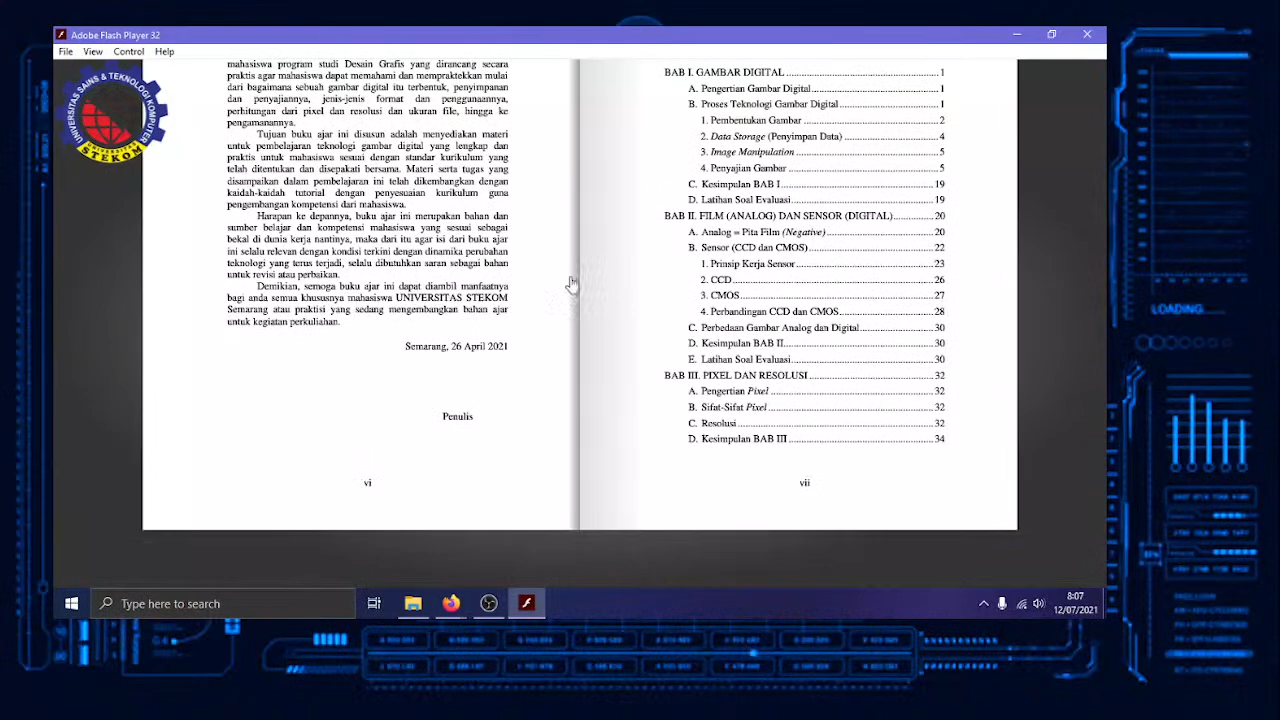 Adobe Flash Player 32
File View Control Help
UNIVERSITAS SAINS & TEKNOLOGI KOMPUTER
STEKOM
mahasiswa program studi Desain Grafis yang dirancang secara
praktis agar mahasiswa dapat memahami dan mempraktekkan mulai
dari bagaimana sebuah gambar digital itu terbentuk, penyimpanan
dan penyajiannya, jenis-jenis format dan penggunaannya,
perhitungan dari pixel dan resolusi dan ukuran file, hingga ke
pengamanannya.
Tujuan buku ajar ini disusun adalah menyediakan materi
untuk pembelajaran teknologi gambar digital yang lengkap dan
praktis untuk mahasiswa sesuai dengan standar kurikulum yang
telah ditentukan dan disepakati bersama. Materi serta tugas yang
disampaikan dalam pembelajaran ini telah dikembangkan dengan
kaidah-kaidah tutorial dengan penyesuaian kurikulum guna
pengembangan kompetensi dari mahasiswa.
Harapan ke depannya, buku ajar ini merupakan bahan dan
sumber belajar dan kompetensi mahasiswa yang sesuai sebagai
bekal di dunia kerja nantinya, maka dari itu agar isi dari buku ajar
ini selalu relevan dengan kondisi terkini dengan dinamika perubahan
teknologi yang terus terjadi, selalu dibutuhkan saran sebagai bahan
untuk revisi atau perbaikan.
Demikian, semoga buku ajar ini dapat diambil manfaatnya
bagi anda semua khususnya mahasiswa UNIVERSITAS STEKOM
Semarang atau praktisi yang sedang mengembangkan bahan ajar
untuk kegiatan perkuliahan.
Semarang, 26 April 2021
Penulis
vi
BAB I. GAMBAR DIGITAL 1
A. Pengertian Gambar Digital 1
B. Proses Teknologi Gambar Digital 1
1. Pembentukan Gambar 2
2. Data Storage (Penyimpan Data) 4
3. Image Manipulation 5
4. Penyajian Gambar 5
C. Kesimpulan BAB I 19
D. Latihan Soal Evaluasi 19
BAB II. FILM (ANALOG) DAN SENSOR (DIGITAL) 20
A. Analog = Pita Film (Negative) 20
B. Sensor (CCD dan CMOS) 22
1. Prinsip Kerja Sensor 23
2. CCD 26
3. CMOS 27
4. Perbandingan CCD dan CMOS 28
C. Perbedaan Gambar Analog dan Digital 30
D. Kesimpulan BAB II 30
E. Latihan Soal Evaluasi 30
BAB III. PIXEL DAN RESOLUSI 32
A. Pengertian Pixel 32
B. Sifat-Sifat Pixel 32
C. Resolusi 32
D. Kesimpulan BAB III 34
vii
LOADING
Type here to search
8:07
12/07/2021